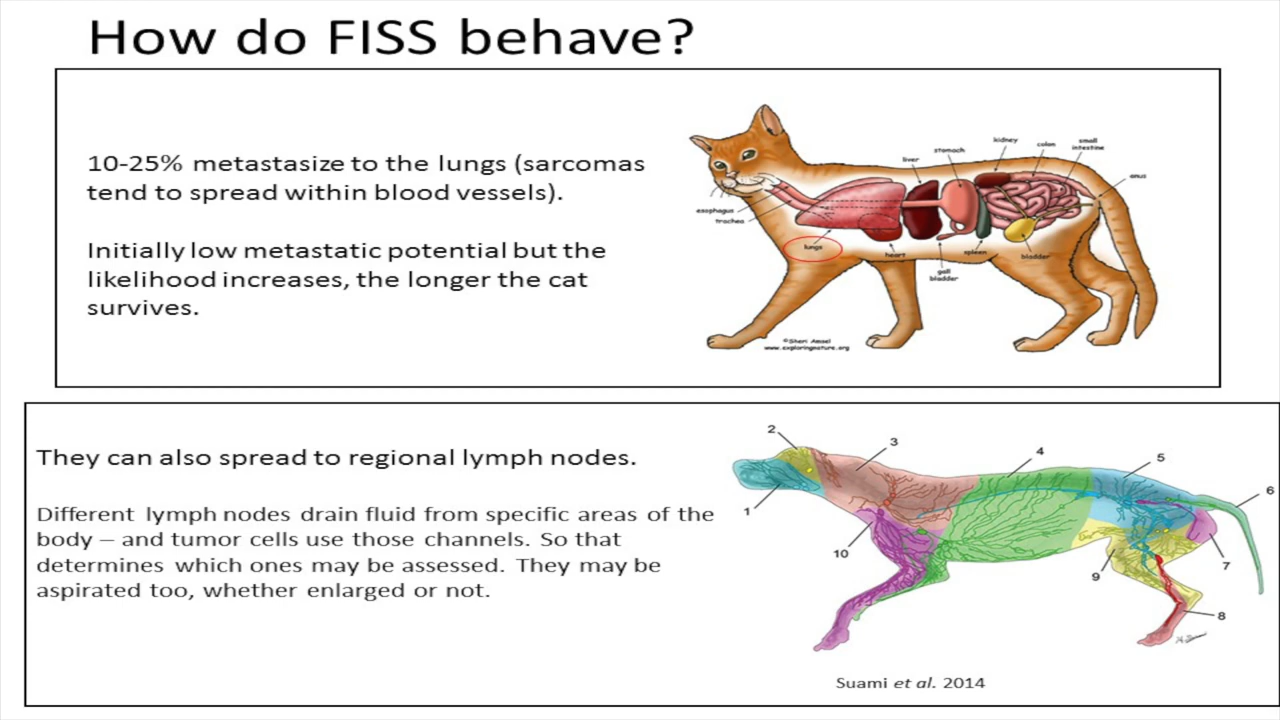 How do FISS behave?
10-25% metastasize to the lungs (sarcomas
tend to spread within blood vessels).
Initially low metastatic potential but the
likelihood increases, the longer the cat
survives.
kidney
colon
small
intestine
stomach
liver
anus
esophagus
trachea
lungs
heart
gall
bladder
spleen
bladder
©Sheri Amsel
www.exploringnature.org
They can also spread to regional lymph nodes.
Different lymph nodes drain fluid from specific areas of the
body – and tumor cells use those channels. So that
determines which ones may be assessed. They may be
aspirated too, whether enlarged or not.
2
3
4
5
6
1
10
9
7
8
Suami et al. 2014